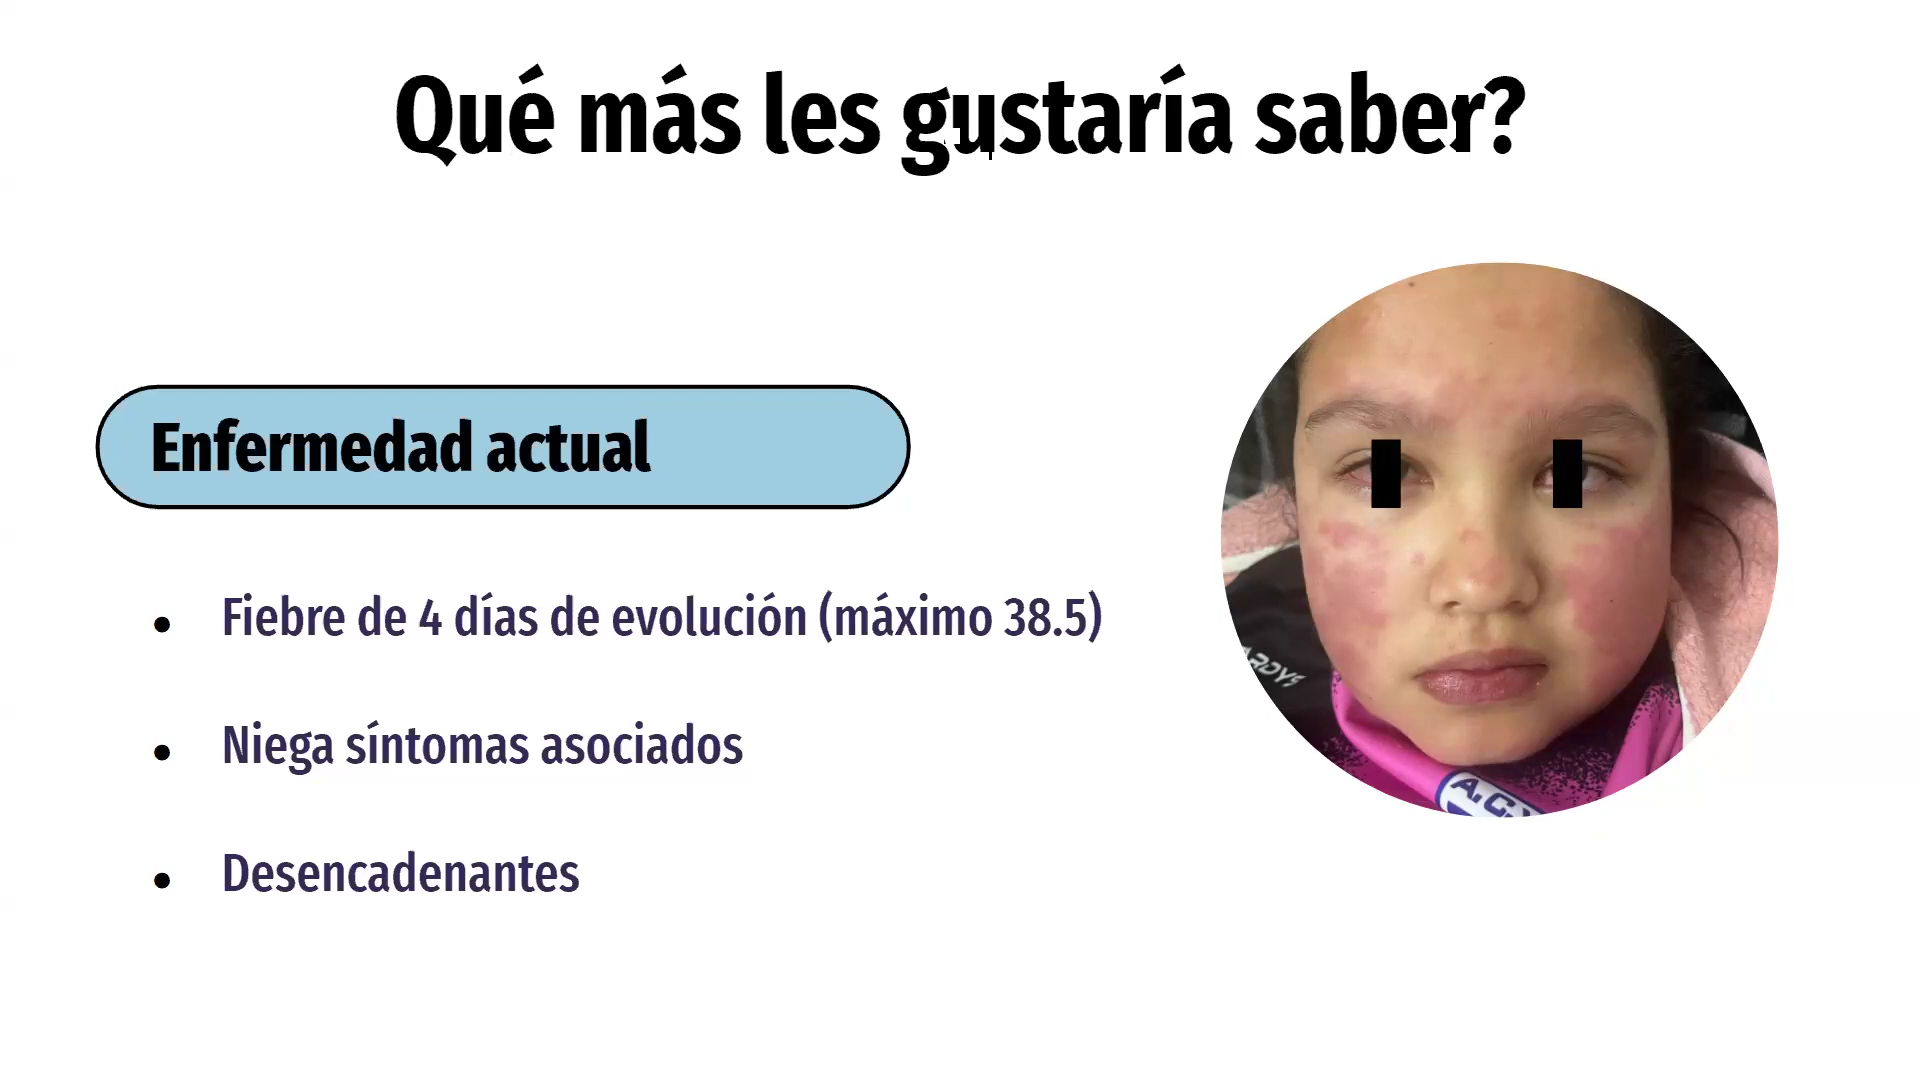 Qué más les gustaría saber?
Enfermedad actual
Fiebre de 4 días de evolución (máximo 38.5)
Niega síntomas asociados
Desencadenantes
A.C.